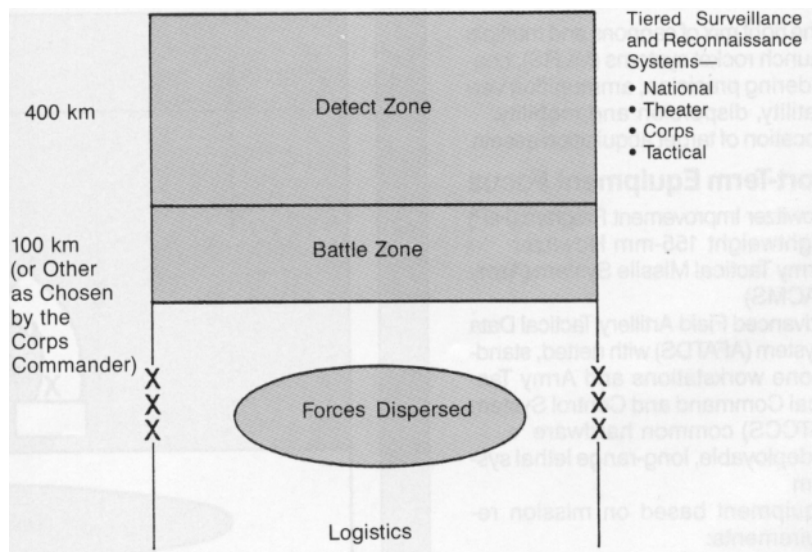 Tiered Surveillance
and Reconnaissance
Systems—
• National
• Theater
• Corps
• Tactical
400 km
Detect Zone
100 km
(or Other
as Chosen
by the
Corps
Commander)
Battle Zone
X X
X X
X X
Forces Dispersed
Logistics